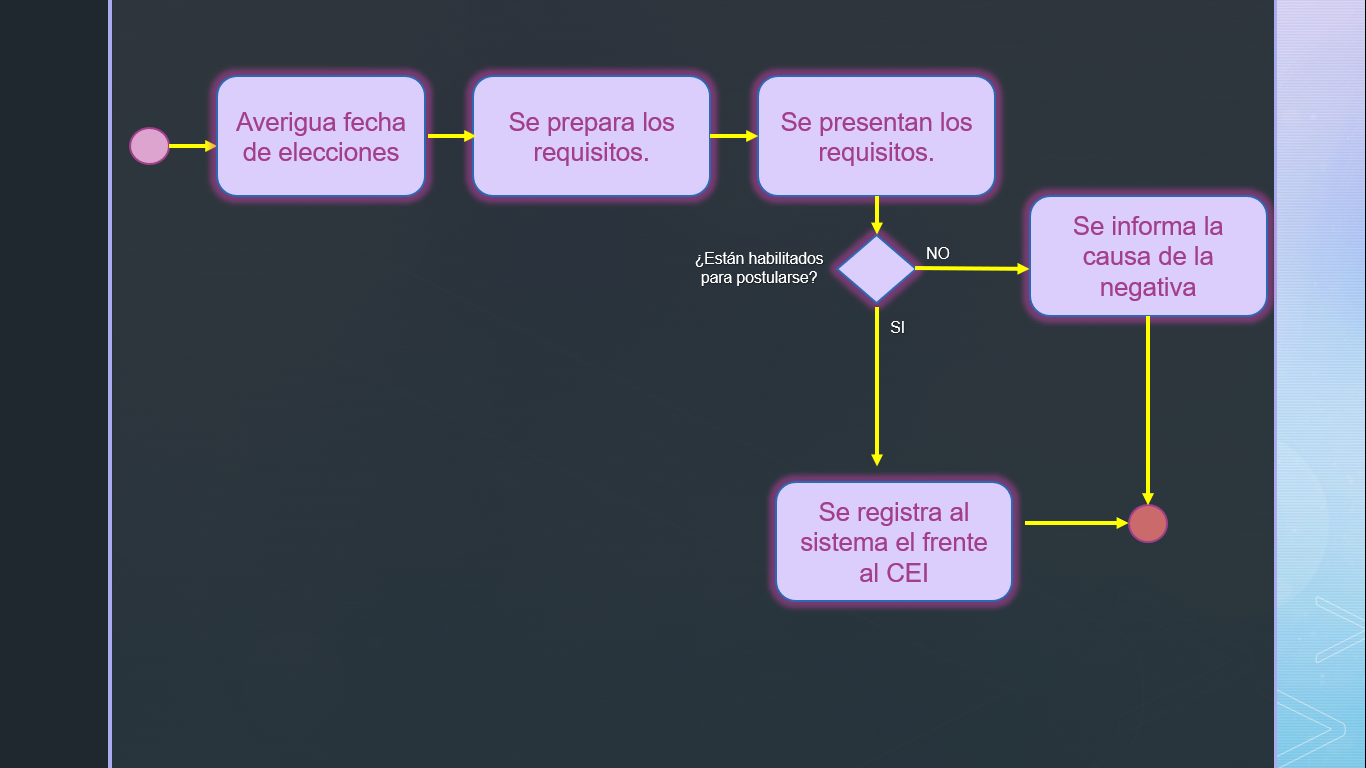 Averigua fecha
de elecciones
Se prepara los
requisitos.
Se presentan los
requisitos.
¿Están habilitados
para postularse?
NO
Se informa la
causa de la
negativa
SI
Se registra al
sistema el frente
al CEI